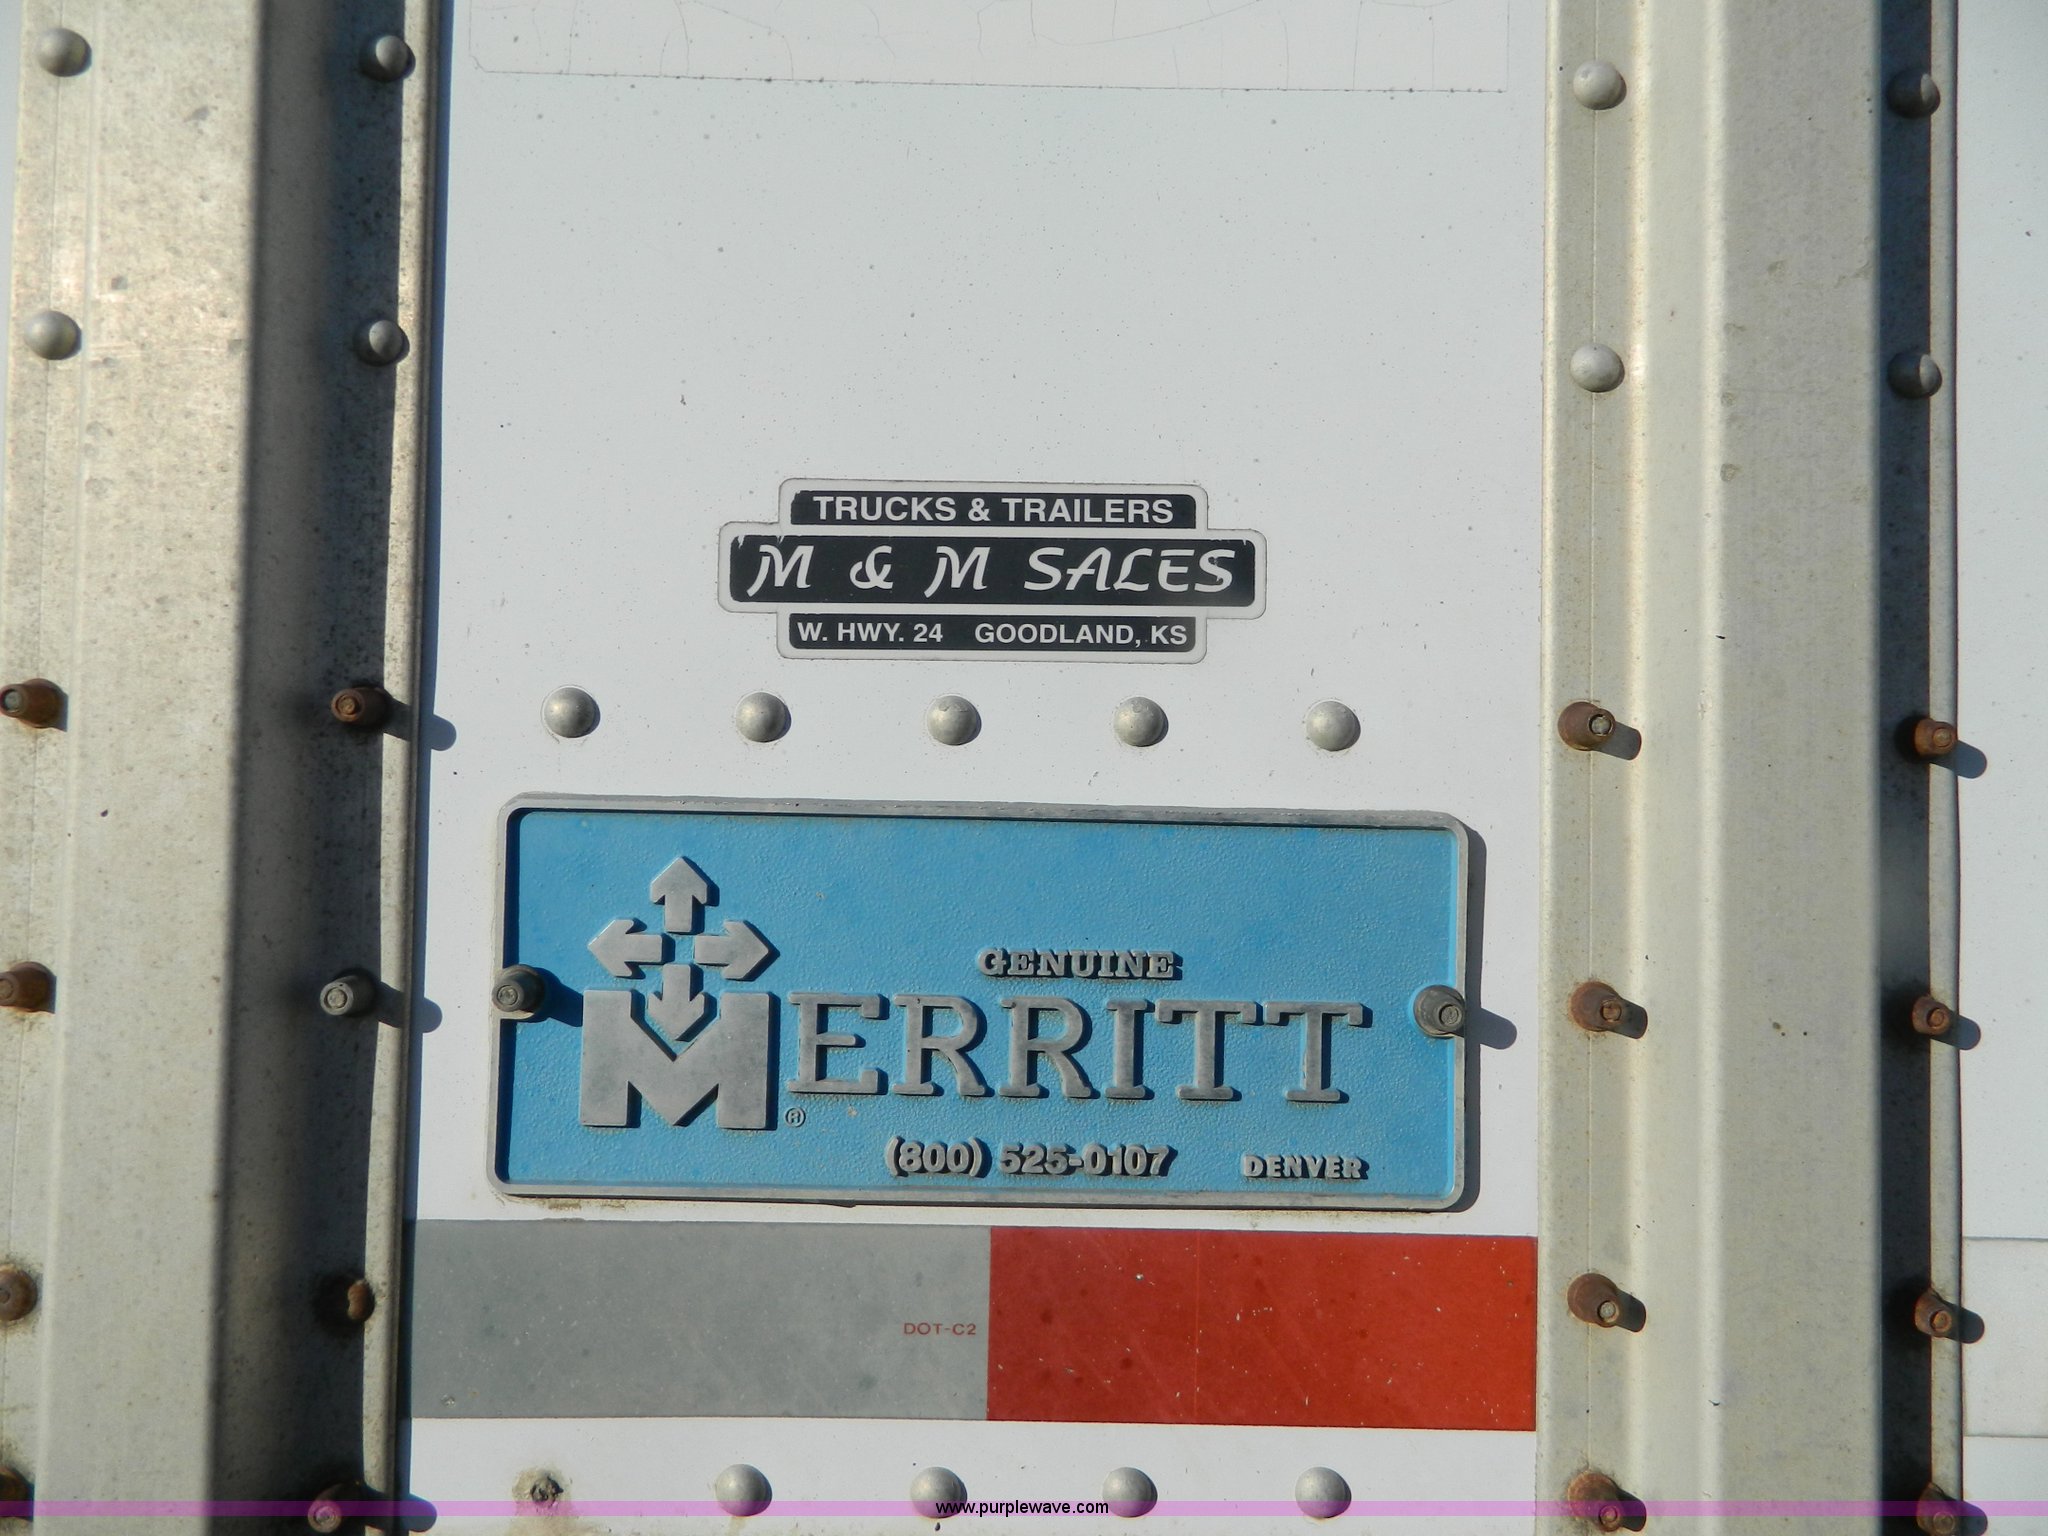 TRUCKS & TRAILERS
M & M SALES
W. HWY. 24 GOODLAND, KS
GENUINE
MERRITT
®
(800) 525-0107 DENVER
DOT-C2
www.purplewave.com